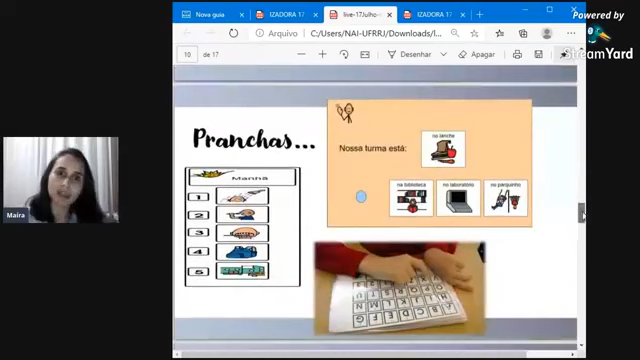 Nova guia
IZADORA 17
live-17Julho
IZADORA 17
Powered by
StreamYard
Arquivo
C:/Users/NAI-UFRRJ/Downloads/l...
10 de 17
Desenhar
Apagar
Pranchas...
Nossa turma está:
no lanche
na biblioteca
no laboratório
no parquinho
Manhã
1
2
3
4
5
Maíra